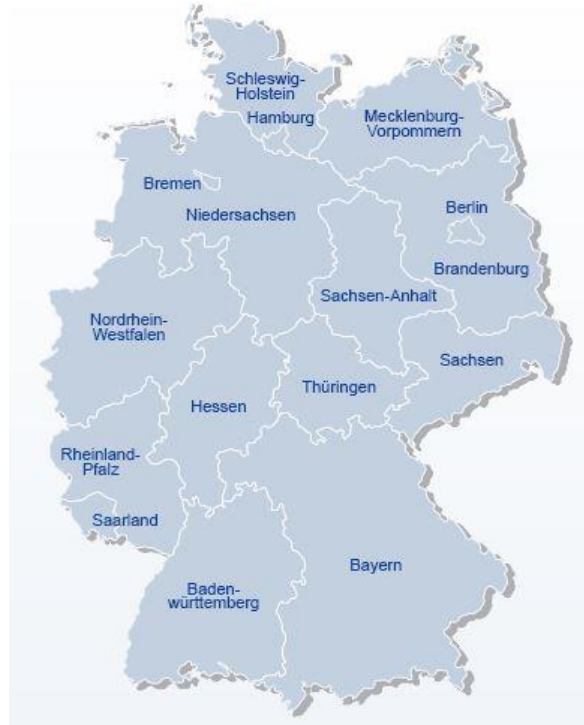 Schleswig-
Holstein
Hamburg
Mecklenburg-
Vorpommern
Bremen
Niedersachsen
Berlin
Brandenburg
Sachsen-Anhalt
Nordrhein-
Westfalen
Sachsen
Thüringen
Hessen
Rheinland-
Pfalz
Saarland
Bayern
Baden-
württemberg